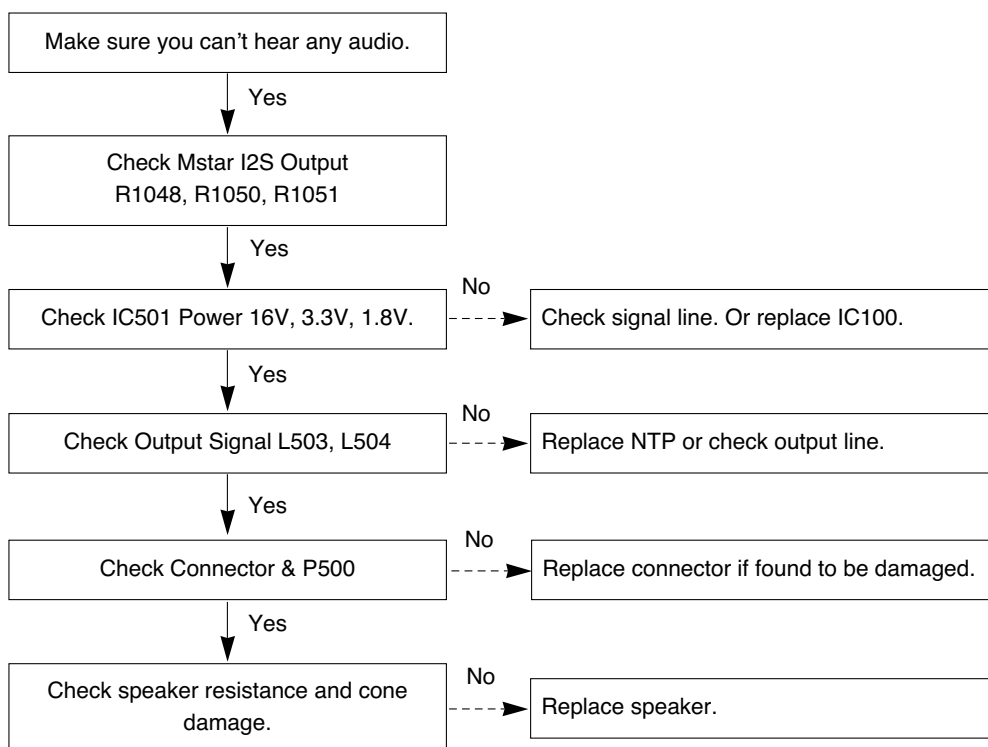 Make sure you can't hear any audio.
Yes
Check Mstar I2S Output
R1048, R1050, R1051
Yes
Check IC501 Power 16V, 3.3V, 1.8V.
No
Check signal line. Or replace IC100.
Yes
Check Output Signal L503, L504
No
Replace NTP or check output line.
Yes
Check Connector & P500
No
Replace connector if found to be damaged.
Yes
Check speaker resistance and cone
damage.
No
Replace speaker.